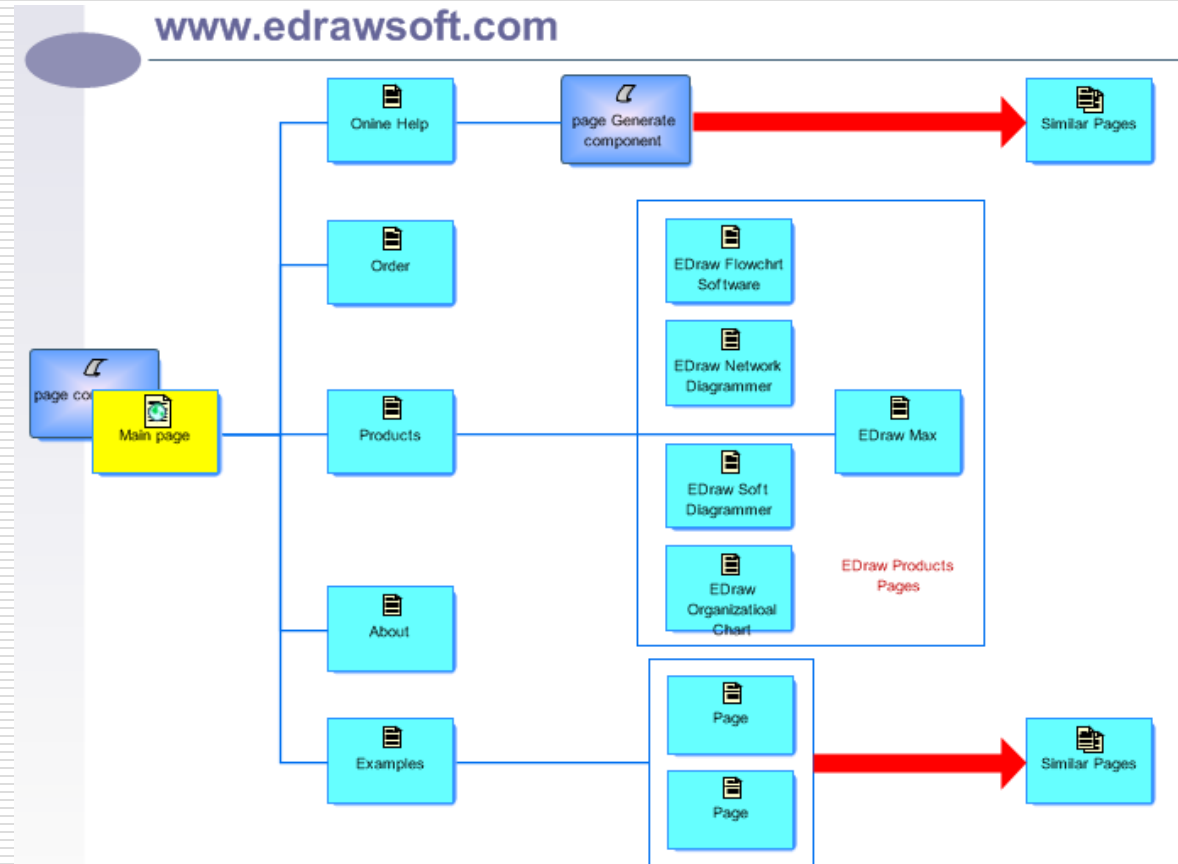 www.edrawsoft.com
Onine Help
page Generate
component
Similar Pages
Order
EDraw Flowchrt
Software
EDraw Network
Diagrammer
page
Main page
Products
EDraw Max
EDraw Soft
Diagrammer
EDraw
Organizatioal
Chart
EDraw Products
Pages
About
Examples
Page
Page
Similar Pages